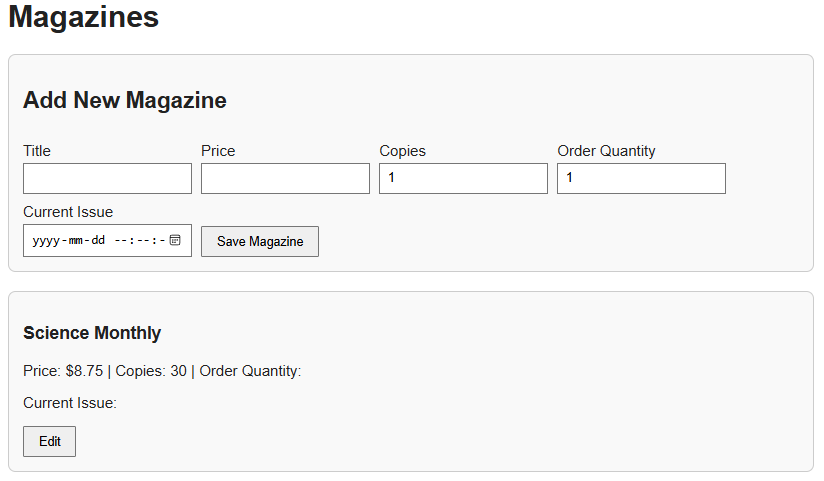 Magazines
Add New Magazine
Title Price Copies Order Quantity
1 1
Current Issue
yyyy-mm-dd --:--:- Save Magazine
Science Monthly
Price: $8.75 | Copies: 30 | Order Quantity:
Current Issue:
Edit